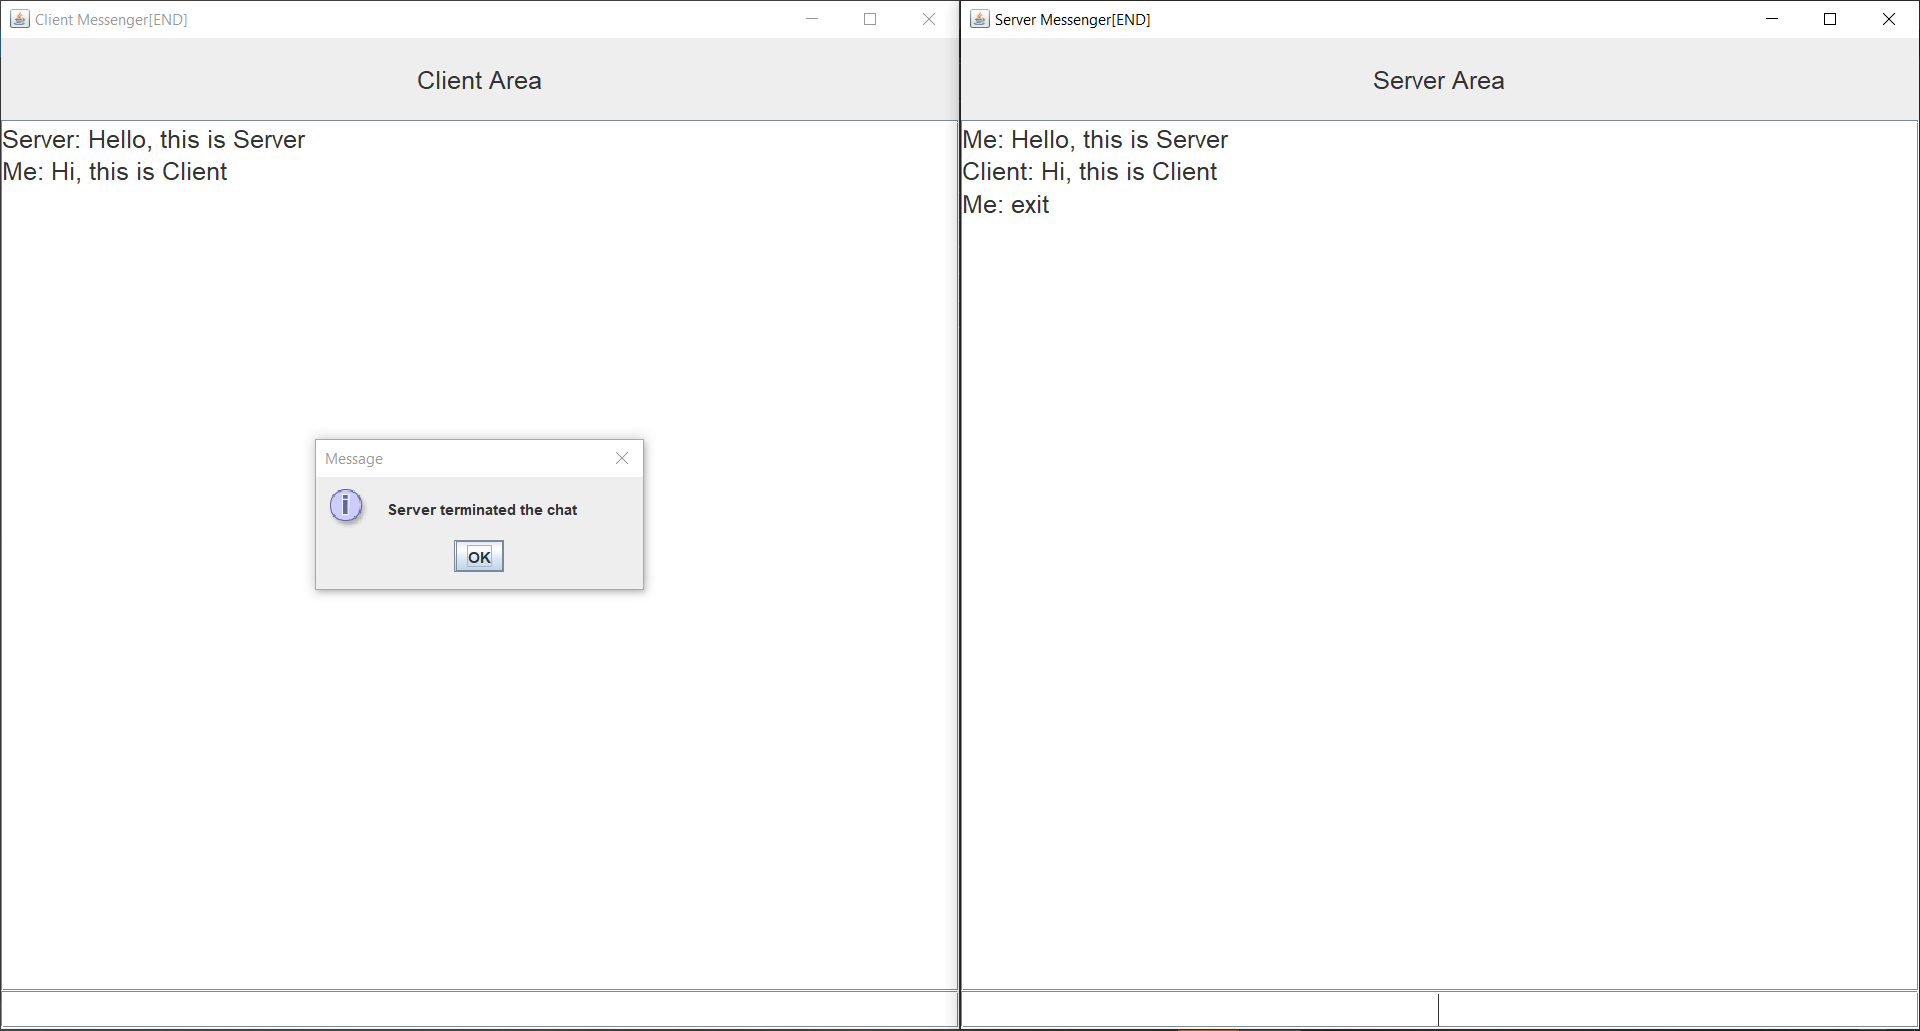 Client Messenger[END]
Client Area
Server: Hello, this is Server
Me: Hi, this is Client
Message
Server terminated the chat
OK
Server Messenger[END]
Server Area
Me: Hello, this is Server
Client: Hi, this is Client
Me: exit